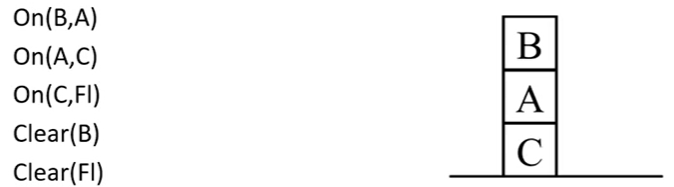 On(B,A)
On(A,C)
On(C,Fl)
Clear(B)
Clear(Fl)
B
A
C